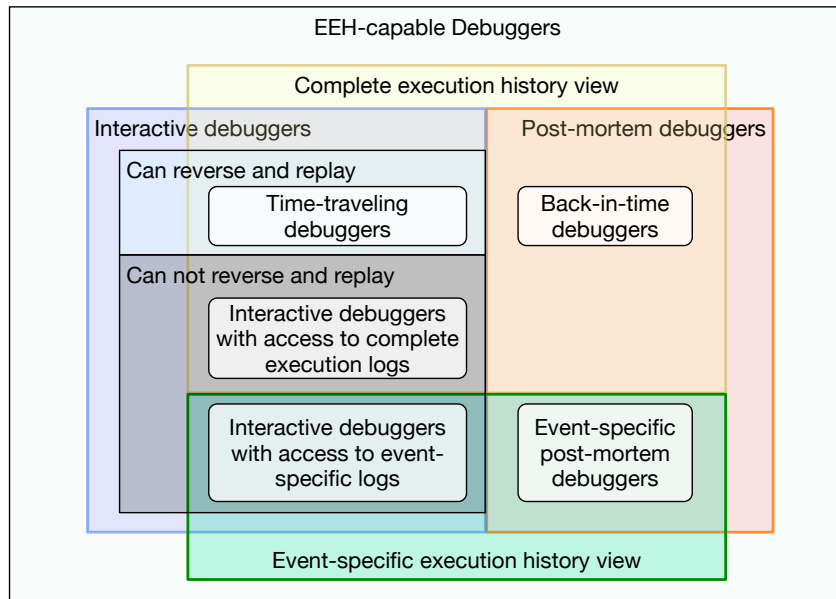 EEH-capable Debuggers
Complete execution history view
Interactive debuggers
Post-mortem debuggers
Can reverse and replay
Time-traveling
debuggers
Back-in-time
debuggers
Can not reverse and replay
Interactive debuggers
with access to complete
execution logs
Interactive debuggers
with access to event-
specific logs
Event-specific
post-mortem
debuggers
Event-specific execution history view